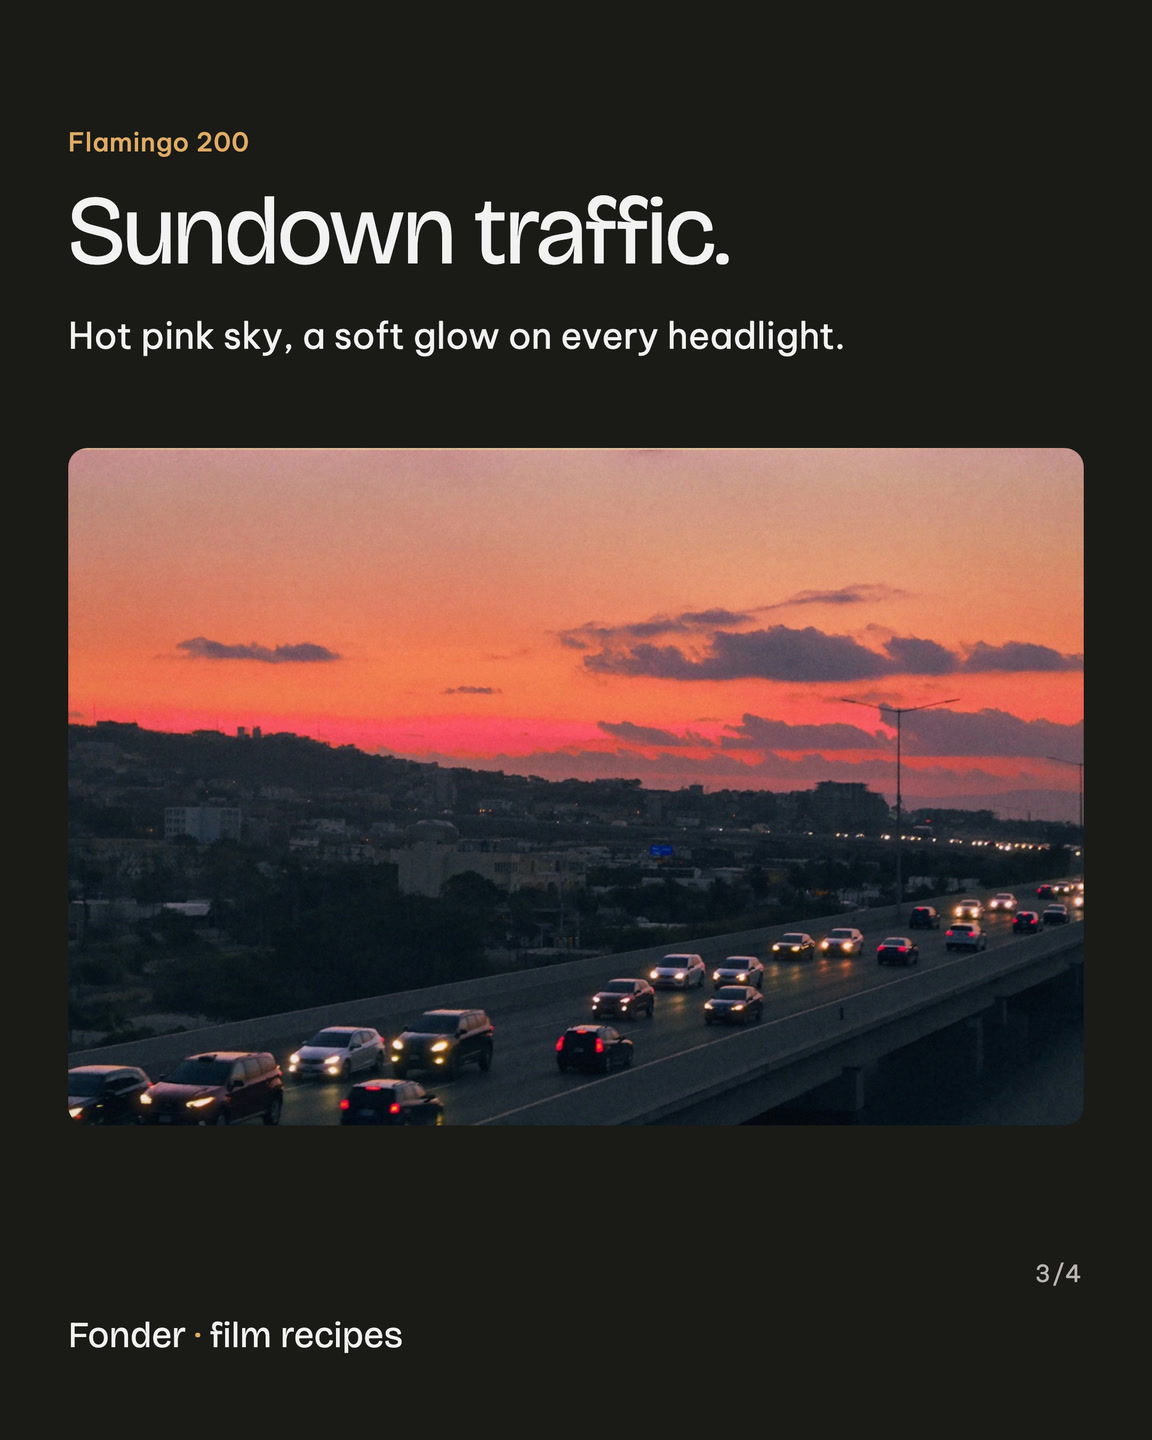 Flamingo 200
Sundown traffic.
Hot pink sky, a soft glow on every headlight.
3/4
Fonder · film recipes